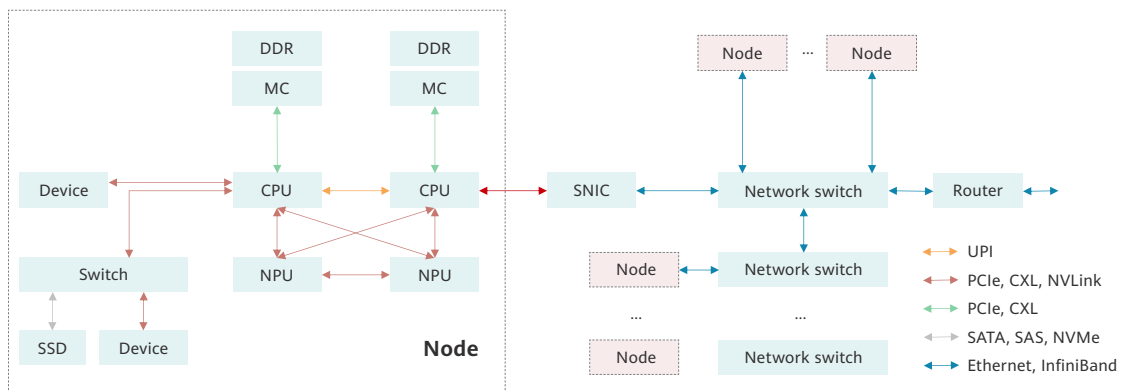 DDR
DDR
MC
MC
Node
...
Node
Device
CPU
CPU
SNIC
Network switch
Router
Switch
NPU
NPU
Node
Network switch
...
...
SSD
Device
Node
Node
Network switch
UPI
PCIe, CXL, NVLink
PCIe, CXL
SATA, SAS, NVMe
Ethernet, InfiniBand